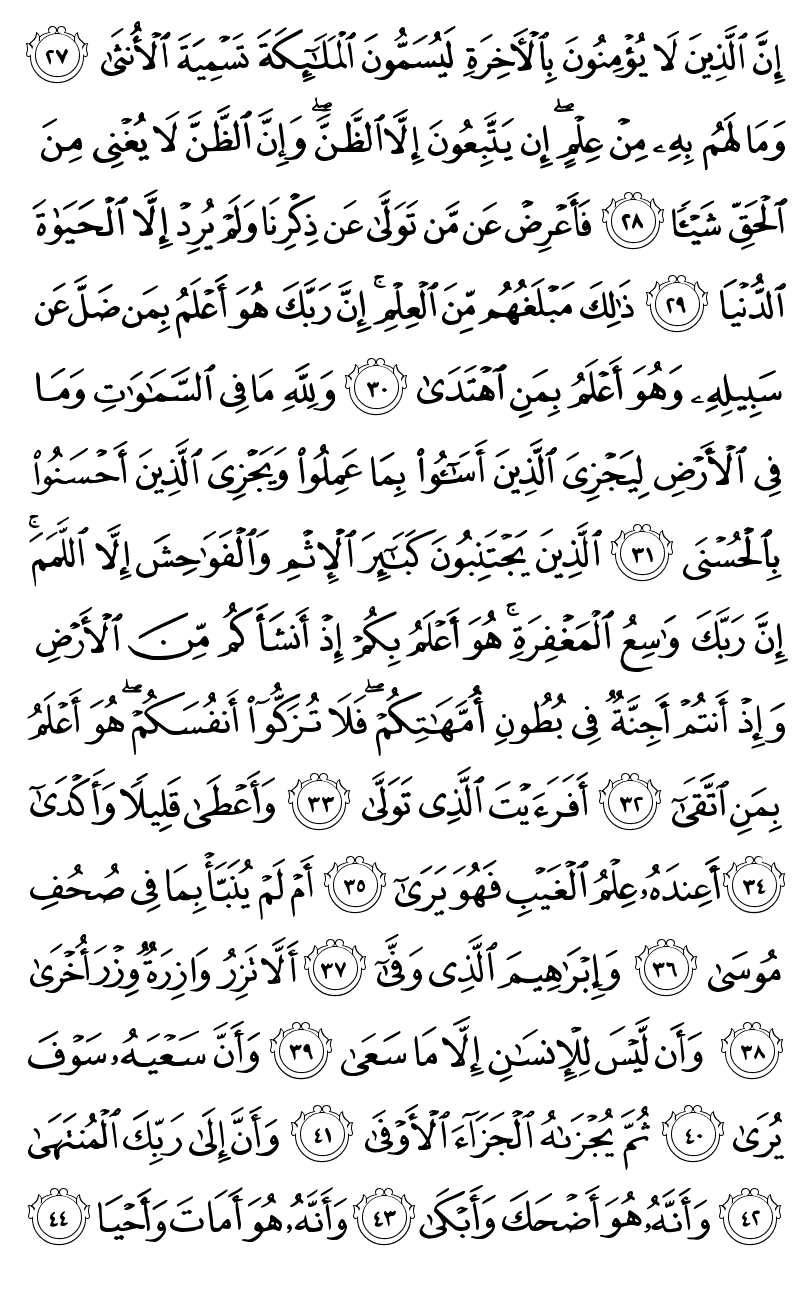 إِنَّ ٱلَّذِينَ لَا يُؤْمِنُونَ بِٱلْأَخِرَةِ لَيُسَمُّونَ ٱلْمَلَـٰٓئِكَةَ تَسْمِيَةَ ٱلْأُنثَىٰ ٢٧
وَمَا لَهُم بِهِۦ مِنْ عِلْمٍ ۖ إِن يَتَّبِعُونَ إِلَّا ٱلظَّنَّ ۖ وَإِنَّ ٱلظَّنَّ لَا يُغْنِى مِنَ
ٱلْحَقِّ شَيْـًٔا ٢٨ فَأَعْرِضْ عَن مَّن تَوَلَّىٰ عَن ذِكْرِنَا وَلَمْ يُرِدْ إِلَّا ٱلْحَيَوٰةَ
ٱلدُّنْيَا ٢٩ ذَٰلِكَ مَبْلَغُهُم مِّنَ ٱلْعِلْمِ ۚ إِنَّ رَبَّكَ هُوَ أَعْلَمُ بِمَن ضَلَّ عَن
سَبِيلِهِۦ وَهُوَ أَعْلَمُ بِمَنِ ٱهْتَدَىٰ ٣٠ وَلِلَّهِ مَا فِى ٱلسَّمَـٰوَٰتِ وَمَا
فِى ٱلْأَرْضِ لِيَجْزِىَ ٱلَّذِينَ أَسَـٰٓـُٔوا۟ بِمَا عَمِلُوا۟ وَيَجْزِىَ ٱلَّذِينَ أَحْسَنُوا۟
بِٱلْحُسْنَى ٣١ ٱلَّذِينَ يَجْتَنِبُونَ كَبَـٰٓئِرَ ٱلْإِثْمِ وَٱلْفَوَٰحِشَ إِلَّا ٱللَّمَمَ ۚ
إِنَّ رَبَّكَ وَٰسِعُ ٱلْمَغْفِرَةِ ۚ هُوَ أَعْلَمُ بِكُمْ إِذْ أَنشَأَكُم مِّنَ ٱلْأَرْضِ
وَإِذْ أَنتُمْ أَجِنَّةٌ فِى بُطُونِ أُمَّهَـٰتِكُمْ ۖ فَلَا تُزَكُّوٓا۟ أَنفُسَكُمْ ۖ هُوَ أَعْلَمُ
بِمَنِ ٱتَّقَىٰٓ ٣٢ أَفَرَءَيْتَ ٱلَّذِى تَوَلَّىٰ ٣٣ وَأَعْطَىٰ قَلِيلًا وَأَكْدَىٰٓ
٣٤ أَعِندَهُۥ عِلْمُ ٱلْغَيْبِ فَهُوَ يَرَىٰٓ ٣٥ أَمْ لَمْ يُنَبَّأْ بِمَا فِى صُحُفِ
مُوسَىٰ ٣٦ وَإِبْرَٰهِيمَ ٱلَّذِى وَفَّىٰٓ ٣٧ أَلَّا تَزِرُ وَازِرَةٌ وِزْرَ أُخْرَىٰ
٣٨ وَأَن لَّيْسَ لِلْإِنسَـٰنِ إِلَّا مَا سَعَىٰ ٣٩ وَأَنَّ سَعْيَهُۥ سَوْفَ
يُرَىٰ ٤٠ ثُمَّ يُجْزَىٰهُ ٱلْجَزَآءَ ٱلْأَوْفَىٰ ٤١ وَأَنَّ إِلَىٰ رَبِّكَ ٱلْمُنتَهَىٰ
٤٢ وَأَنَّهُۥ هُوَ أَضْحَكَ وَأَبْكَىٰ ٤٣ وَأَنَّهُۥ هُوَ أَمَاتَ وَأَحْيَا ٤٤